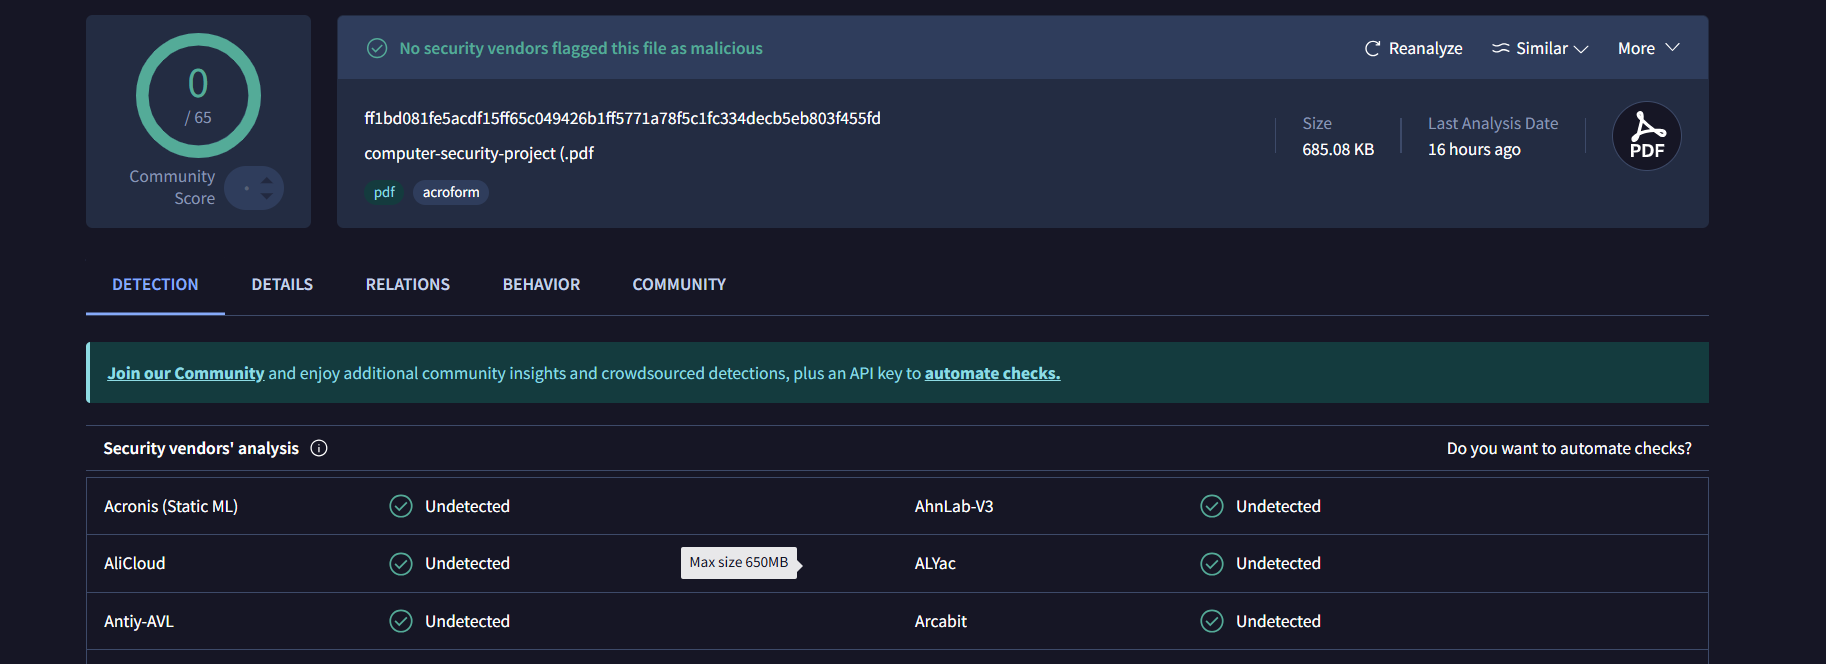 0
/ 65
Community
Score
No security vendors flagged this file as malicious
Reanalyze
Similar
More
ff1bd081fe5acdf15ff65c049426b1ff5771a78f5c1fc334decb5eb803f455fd
computer-security-project (.pdf
pdf
acroform
Size
685.08 KB
Last Analysis Date
16 hours ago
PDF
DETECTION
DETAILS
RELATIONS
BEHAVIOR
COMMUNITY
Join our Community and enjoy additional community insights and crowdsourced detections, plus an API key to automate checks.
Security vendors' analysis
Do you want to automate checks?
Acronis (Static ML)
Undetected
AhnLab-V3
Undetected
AliCloud
Undetected
Max size 650MB
ALYac
Undetected
Antiy-AVL
Undetected
Arcabit
Undetected